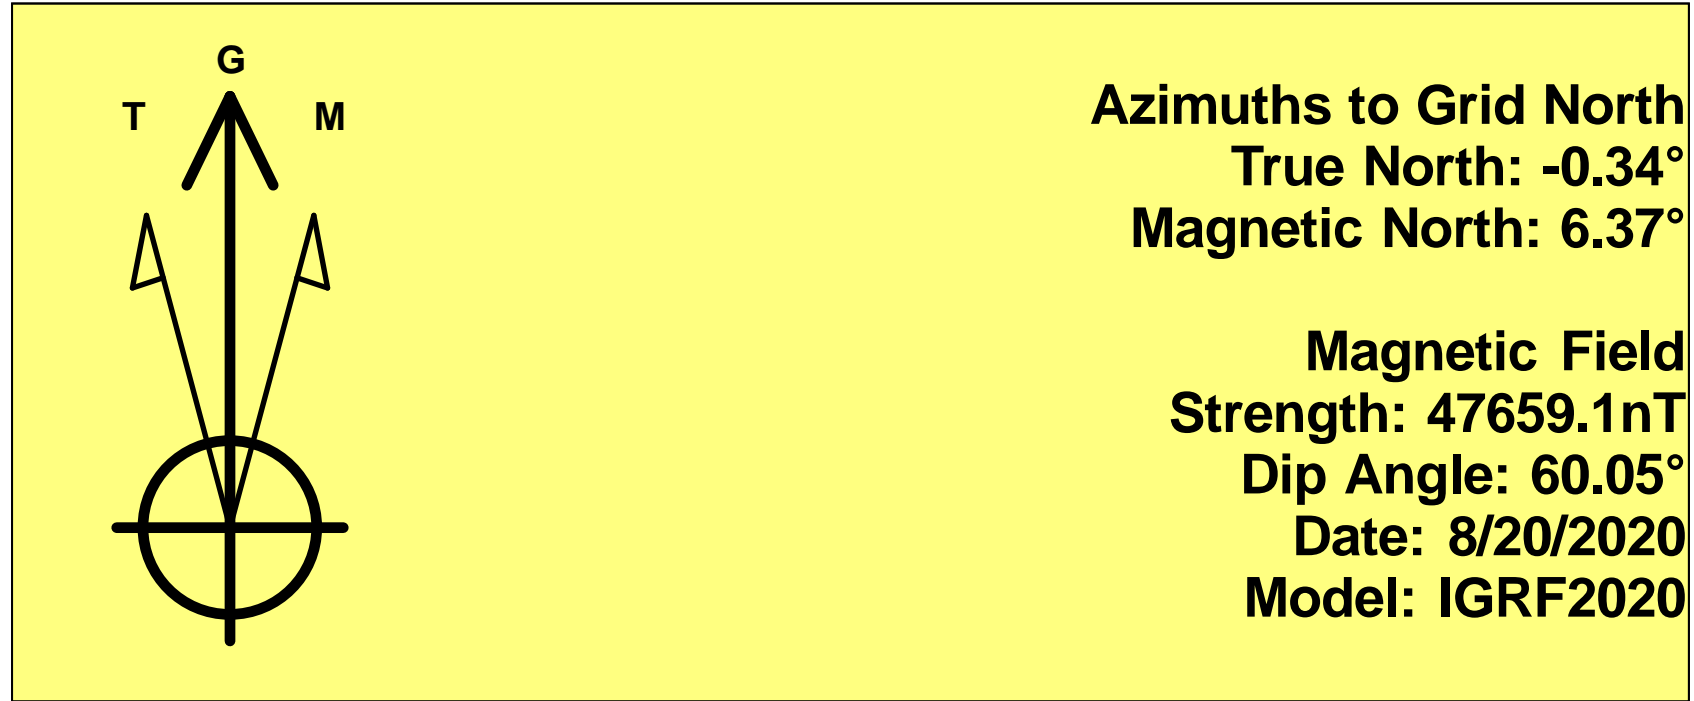 G
T M
Azimuths to Grid North
True North: -0.34°
Magnetic North: 6.37°
Magnetic Field
Strength: 47659.1nT
Dip Angle: 60.05°
Date: 8/20/2020
Model: IGRF2020